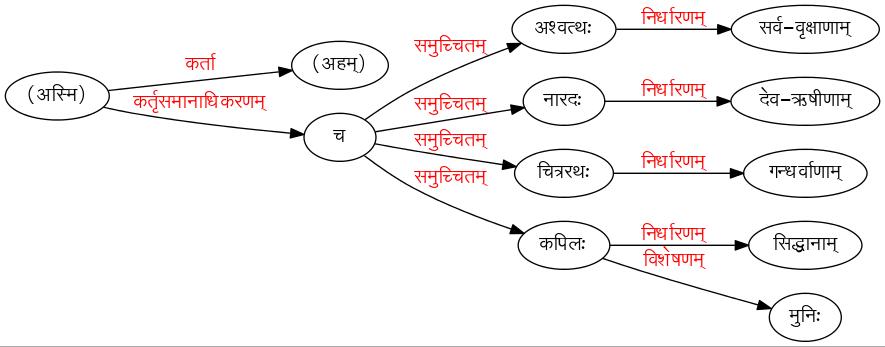 अश्वत्थः निर्धारणम् सर्व-वृक्षाणाम्
समुच्चितम्
कर्ता (अहम्)
(अस्मि) कर्तृसमानाधिकरणम्
समुच्चितम् नारदः निर्धारणम् देव-ऋषीणाम्
च
समुच्चितम्
चित्ररथः निर्धारणम् गन्धर्वाणाम्
समुच्चितम्
कपिलः निर्धारणम् सिद्धानाम्
विशेषणम्
मुनिः